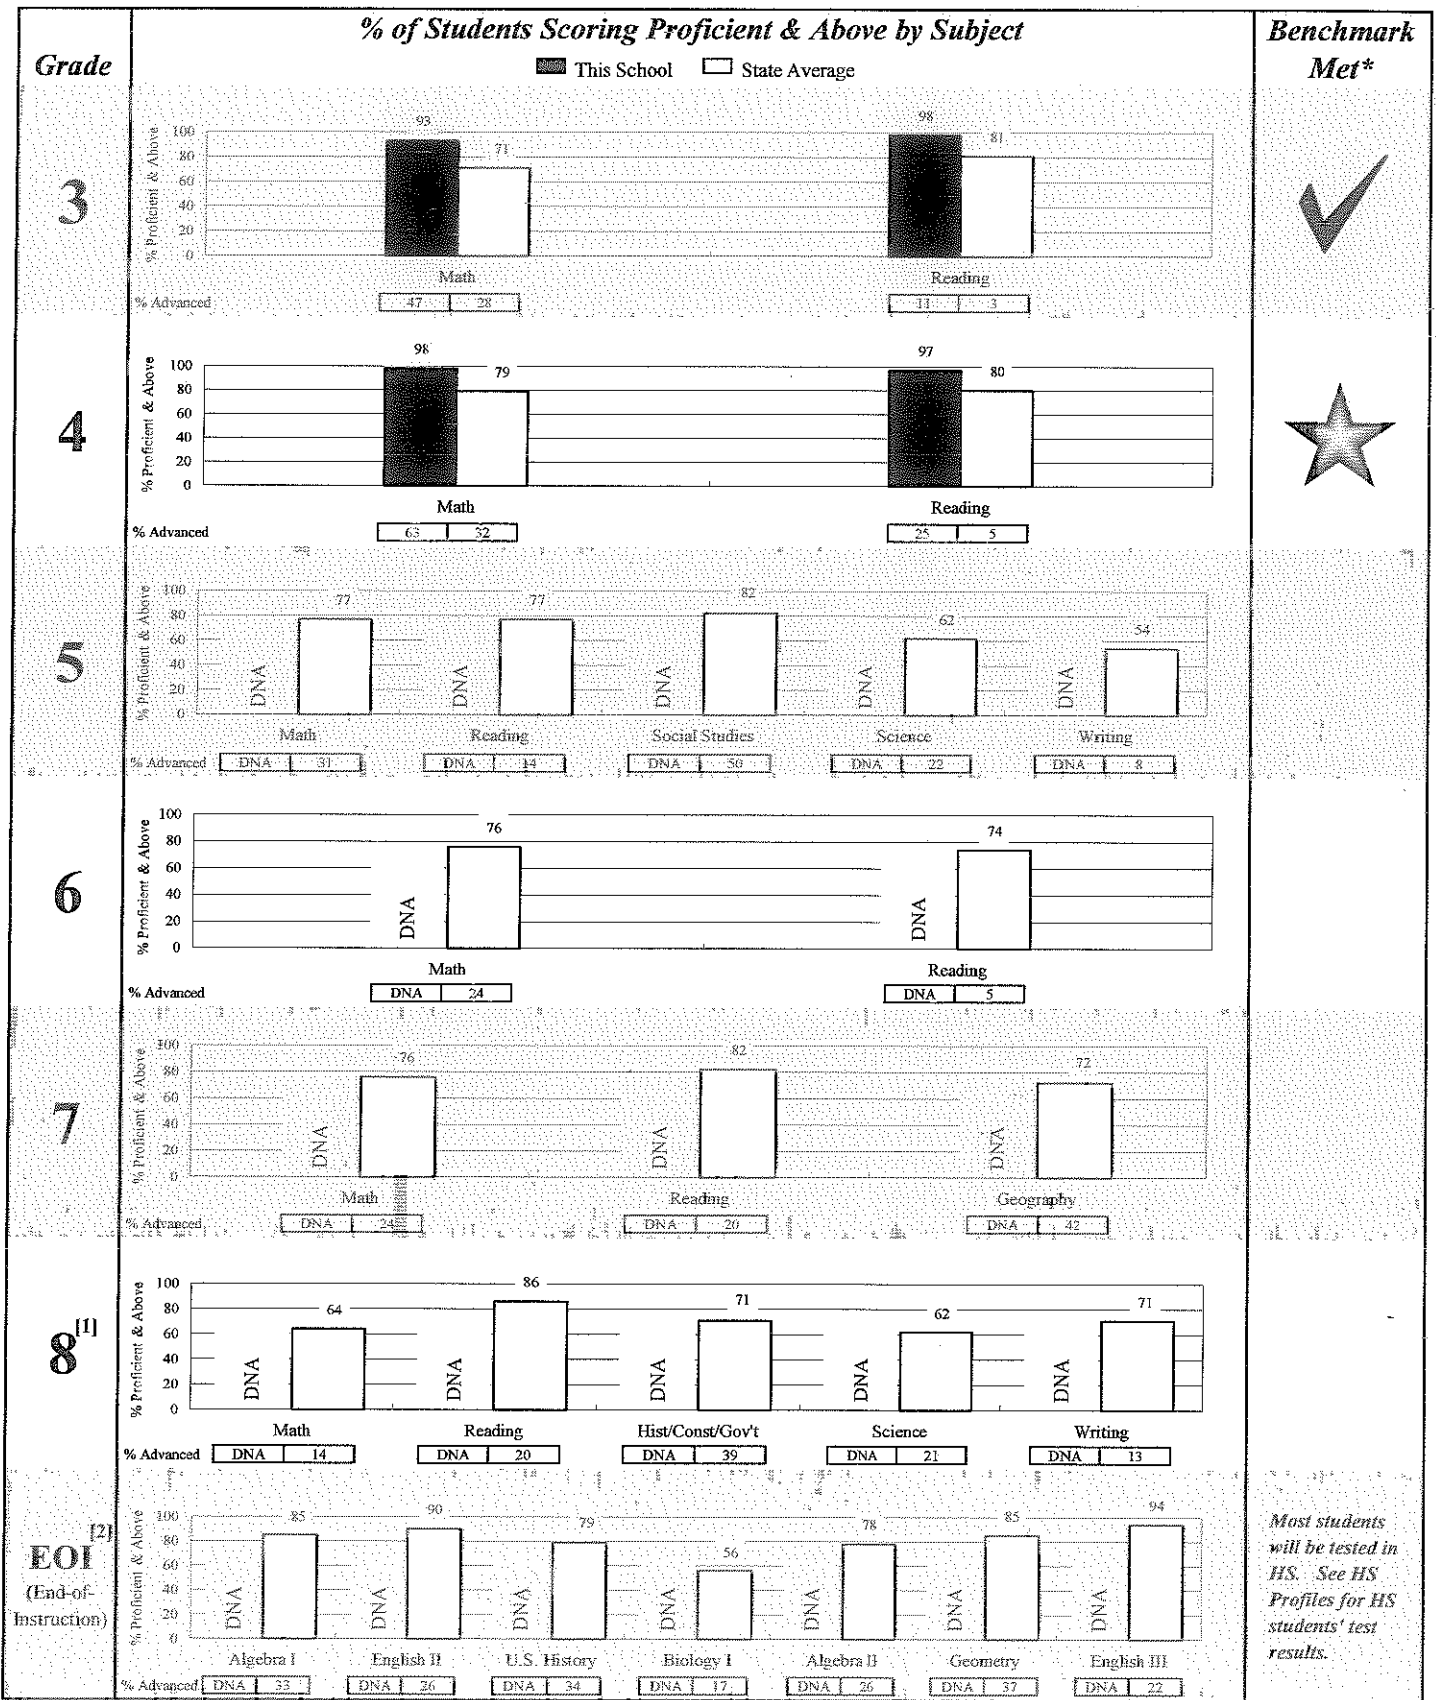 % of Students Scoring Proficient & Above by Subject
Benchmark
Met*
Grade
This School
State Average
3
% Proficient & Above
100
80
60
40
20
0
93
71
98
81
Math
Reading
% Advanced
47
28
11
3
4
% Proficient & Above
100
80
60
40
20
0
98
79
97
80
Math
Reading
% Advanced
63
32
25
5
5
% Proficient & Above
100
80
60
40
20
0
DNA
77
DNA
77
DNA
82
DNA
62
DNA
54
Math
Reading
Social Studies
Science
Writing
% Advanced
DNA
31
DNA
14
DNA
50
DNA
22
DNA
8
6
% Proficient & Above
100
80
60
40
20
0
DNA
76
DNA
74
Math
Reading
% Advanced
DNA
24
DNA
5
7
% Proficient & Above
100
80
60
40
20
0
DNA
76
DNA
82
DNA
72
Math
Reading
Geography
% Advanced
DNA
24
DNA
20
DNA
42
8[1]
% Proficient & Above
100
80
60
40
20
0
DNA
64
DNA
86
DNA
71
DNA
62
DNA
71
Math
Reading
Hist/Const/Gov't
Science
Writing
% Advanced
DNA
14
DNA
20
DNA
39
DNA
21
DNA
13
EOI[2]
(End-of-
Instruction)
% Proficient & Above
100
80
60
40
20
0
DNA
85
DNA
90
DNA
79
DNA
56
DNA
78
DNA
85
DNA
94
Algebra I
English II
U.S. History
Biology I
Algebra II
Geometry
English III
% Advanced
DNA
33
DNA
26
DNA
34
DNA
17
DNA
26
DNA
37
DNA
22
Most students
will be tested in
HS. See HS
Profiles for HS
students' test
results.